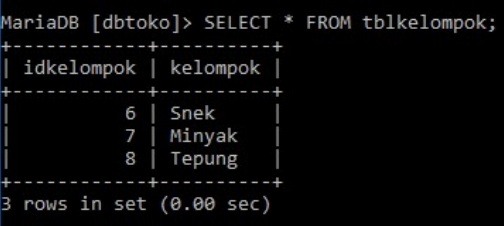 MariaDB [dbtoko]> SELECT * FROM tblkelompok;
+------------+----------+
| idkelompok | kelompok |
+------------+----------+
|          6 | Snek     |
|          7 | Minyak   |
|          8 | Tepung   |
+------------+----------+
3 rows in set (0.00 sec)